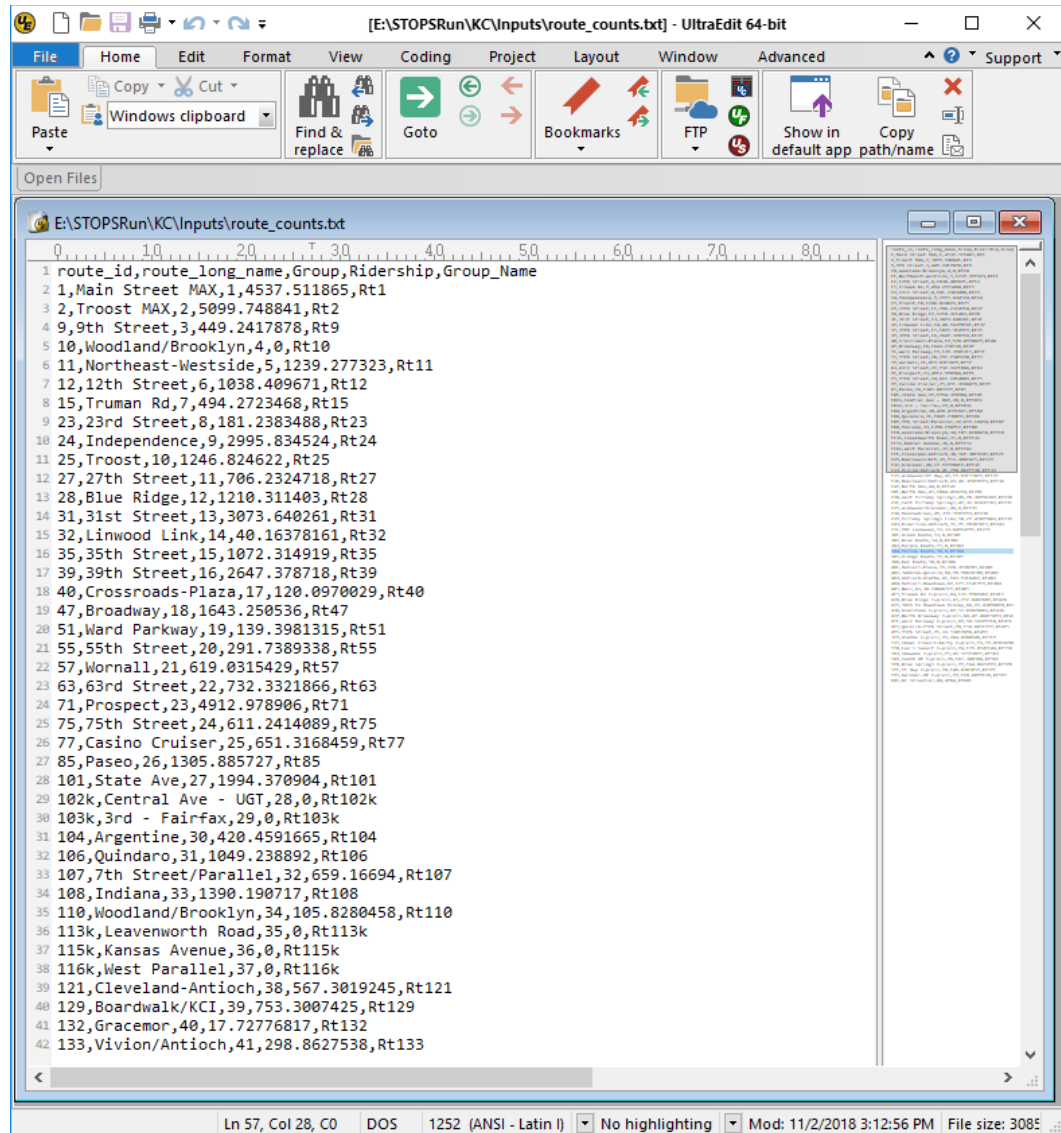 [E:\STOPSRun\KC\Inputs\route_counts.txt] - UltraEdit 64-bit
File Home Edit Format View Coding Project Layout Window Advanced Support
Copy Cut
Windows clipboard
Paste
Find & replace
Goto
Bookmarks
FTP
Show in default app
Copy path/name
Open Files
E:\STOPSRun\KC\Inputs\route_counts.txt
0 10 20 30 40 50 60 70 80
1 route_id,route_long_name,Group,Ridership,Group_Name
2 1,Main Street MAX,1,4537.511865,Rt1
3 2,Troost MAX,2,5099.748841,Rt2
4 9,9th Street,3,449.2417878,Rt9
5 10,Woodland/Brooklyn,4,0,Rt10
6 11,Northeast-Westside,5,1239.277323,Rt11
7 12,12th Street,6,1038.409671,Rt12
8 15,Truman Rd,7,494.2723468,Rt15
9 23,23rd Street,8,181.2383488,Rt23
10 24,Independence,9,2995.834524,Rt24
11 25,Troost,10,1246.824622,Rt25
12 27,27th Street,11,706.2324718,Rt27
13 28,Blue Ridge,12,1210.311403,Rt28
14 31,31st Street,13,3079.424261,Rt31
15 32,Linwood Link,14,40.16378161,Rt32
16 35,35th Street,15,1072.314919,Rt35
17 39,39th Street,16,2647.378718,Rt39
18 40,Crossroads-Plaza,17,120.0970029,Rt40
19 47,Broadway,18,1643.250536,Rt47
20 51,Ward Parkway,19,139.3981315,Rt51
21 55,55th Street,20,291.7389338,Rt55
22 57,Wornall,21,619.0315429,Rt57
23 63,63rd Street,22,732.3321866,Rt63
24 71,Prospect,23,4912.978906,Rt71
25 75,75th Street,24,611.2414089,Rt75
26 77,Casino Cruiser,25,651.3168459,Rt77
27 85,Paseo,26,1305.885727,Rt85
28 101,State Ave,27,1994.370904,Rt101
29 102k,Central Ave - UGT,28,0,Rt102k
30 103k,3rd - Fairfax,29,0,Rt103k
31 104,Argentine,30,420.4591665,Rt104
32 106,Quindaro,31,1049.238892,Rt106
33 107,7th Street/Parallel,32,659.16694,Rt107
34 108,Indiana,33,1390.190717,Rt108
35 110,Woodland/Brooklyn,34,105.8280458,Rt110
36 113k,Leavenworth Road,35,0,Rt113k
37 115k,Kansas Avenue,36,0,Rt115k
38 116k,West Parallel,37,0,Rt116k
39 121,Cleveland-Antioch,38,567.3019245,Rt121
40 129,Boardwalk/KCI,39,753.3007425,Rt129
41 132,Gracemor,40,17.72776817,Rt132
42 133,Vivion/Antioch,41,298.8627538,Rt133
Ln 57, Col 28, C0 DOS 1252 (ANSI - Latin I) No highlighting Mod: 11/2/2018 3:12:56 PM File size: 3085